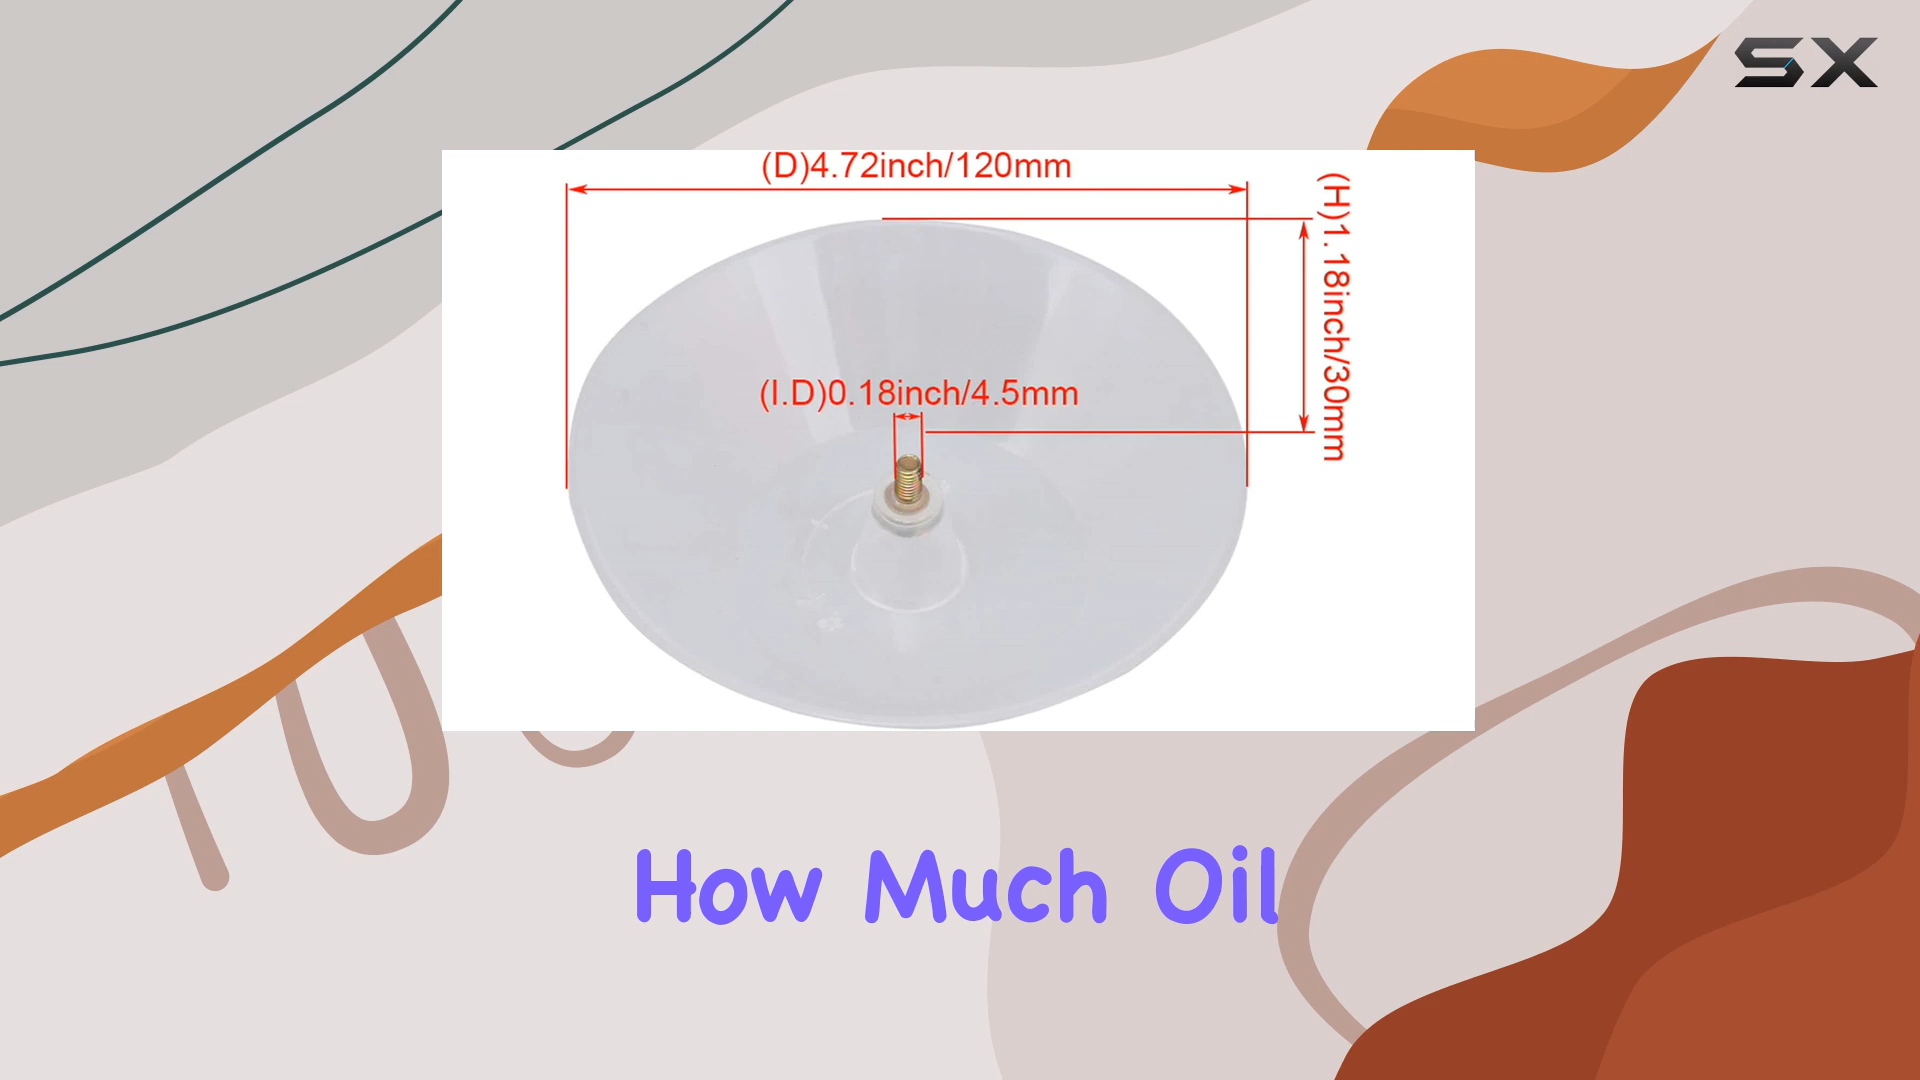 SX
(D)4.72inch/120mm
(H)1.18inch/30mm
(I.D)0.18inch/4.5mm
How Much Oil